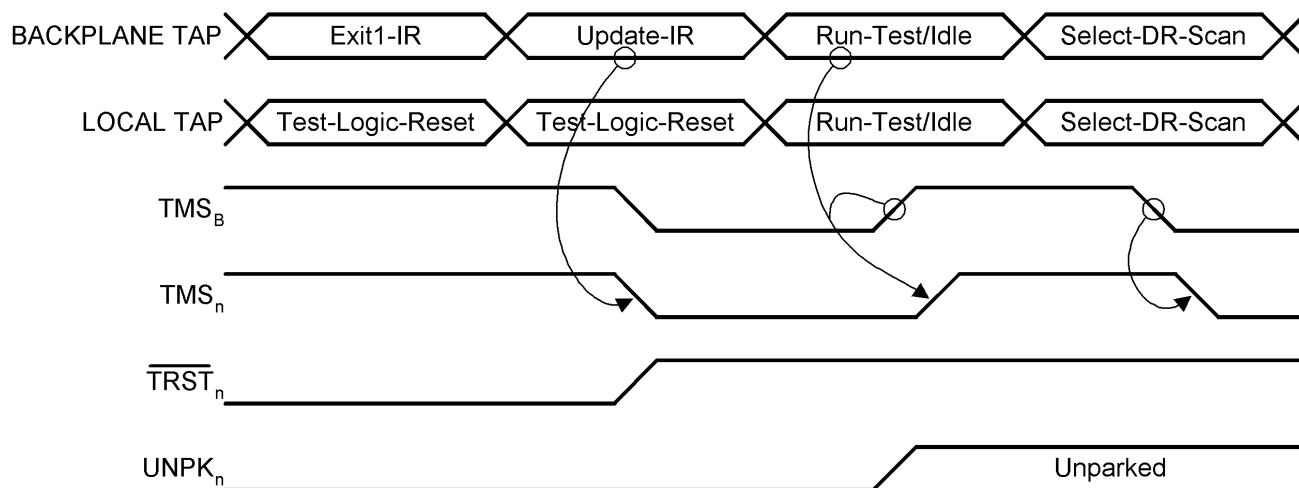 BACKPLANE TAP Exit1-IR Update-IR Run-Test/Idle Select-DR-Scan
LOCAL TAP Test-Logic-Reset Test-Logic-Reset Run-Test/Idle Select-DR-Scan
TMS_B
TMS_n
T̅R̅S̅T̅_n
UNPK_n Unparked